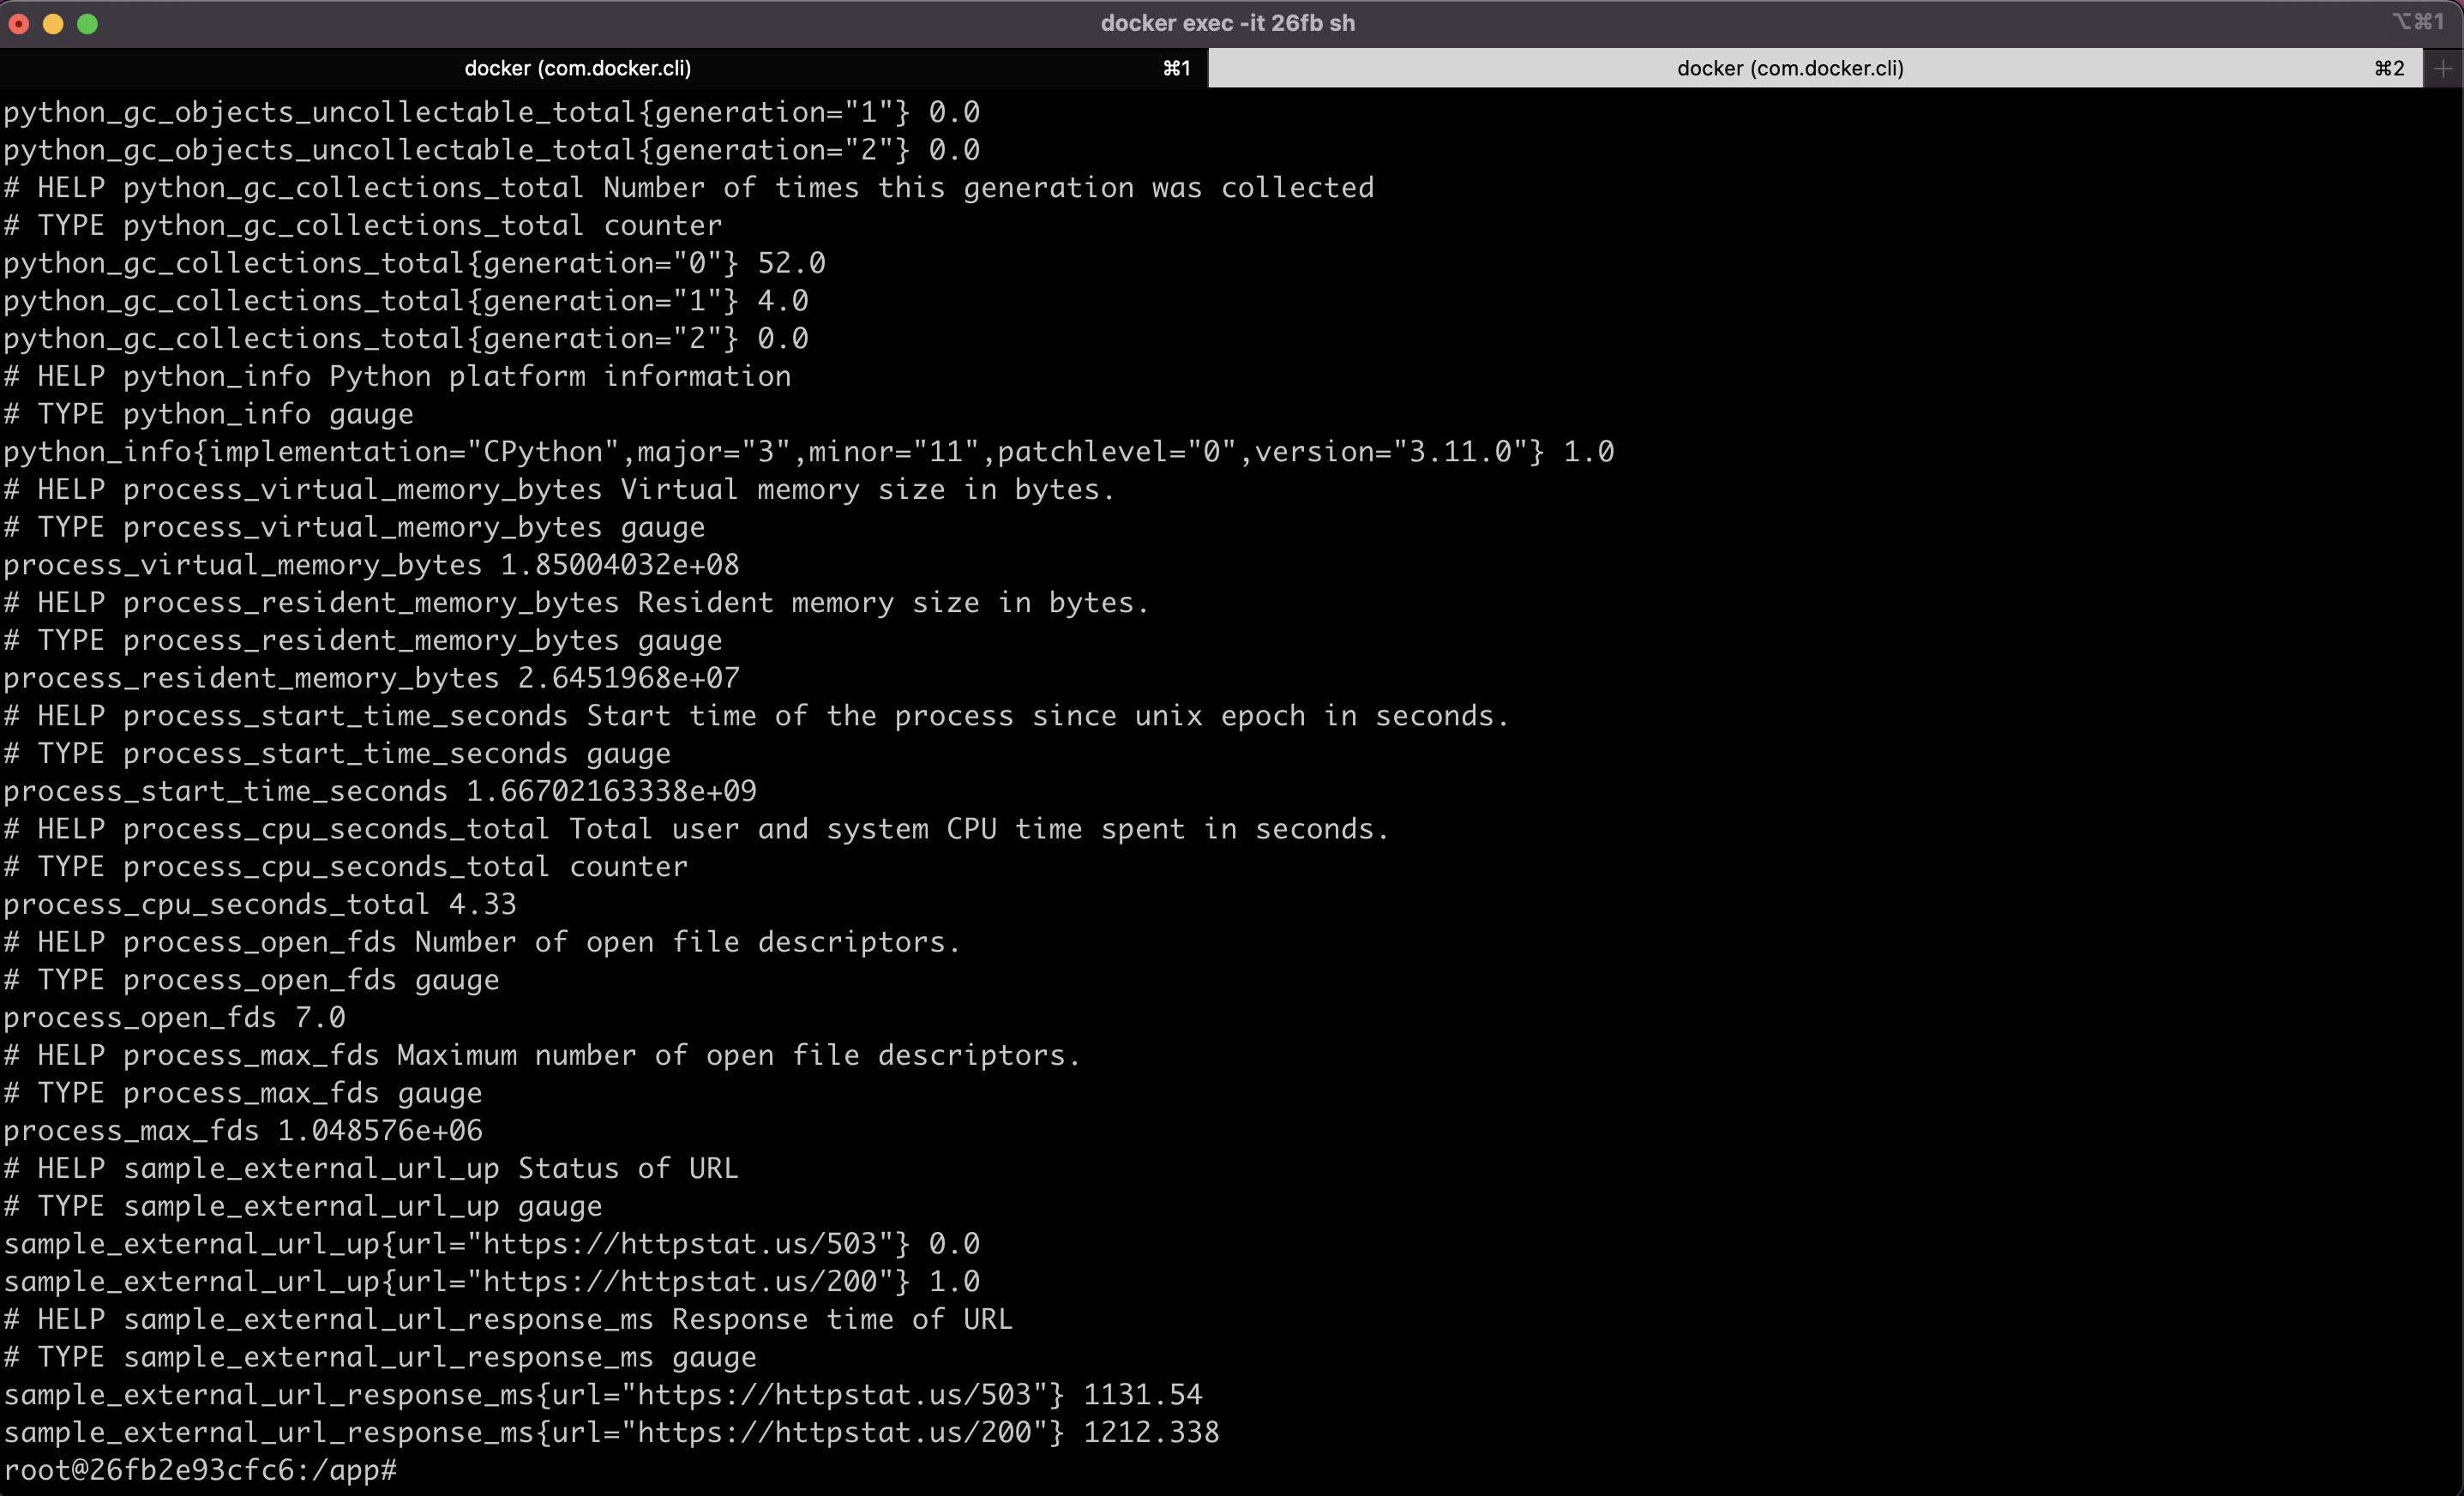 docker exec -it 26fb sh
⌥⌘1
docker (com.docker.cli) ⌘1
docker (com.docker.cli) ⌘2
python_gc_objects_uncollectable_total{generation="1"} 0.0
python_gc_objects_uncollectable_total{generation="2"} 0.0
# HELP python_gc_collections_total Number of times this generation was collected
# TYPE python_gc_collections_total counter
python_gc_collections_total{generation="0"} 52.0
python_gc_collections_total{generation="1"} 4.0
python_gc_collections_total{generation="2"} 0.0
# HELP python_info Python platform information
# TYPE python_info gauge
python_info{implementation="CPython",major="3",minor="11",patchlevel="0",version="3.11.0"} 1.0
# HELP process_virtual_memory_bytes Virtual memory size in bytes.
# TYPE process_virtual_memory_bytes gauge
process_virtual_memory_bytes 1.85004032e+08
# HELP process_resident_memory_bytes Resident memory size in bytes.
# TYPE process_resident_memory_bytes gauge
process_resident_memory_bytes 2.6451968e+07
# HELP process_start_time_seconds Start time of the process since unix epoch in seconds.
# TYPE process_start_time_seconds gauge
process_start_time_seconds 1.66702163338e+09
# HELP process_cpu_seconds_total Total user and system CPU time spent in seconds.
# TYPE process_cpu_seconds_total counter
process_cpu_seconds_total 4.33
# HELP process_open_fds Number of open file descriptors.
# TYPE process_open_fds gauge
process_open_fds 7.0
# HELP process_max_fds Maximum number of open file descriptors.
# TYPE process_max_fds gauge
process_max_fds 1.048576e+06
# HELP sample_external_url_up Status of URL
# TYPE sample_external_url_up gauge
sample_external_url_up{url="https://httpstat.us/503"} 0.0
sample_external_url_up{url="https://httpstat.us/200"} 1.0
# HELP sample_external_url_response_ms Response time of URL
# TYPE sample_external_url_response_ms gauge
sample_external_url_response_ms{url="https://httpstat.us/503"} 1131.54
sample_external_url_response_ms{url="https://httpstat.us/200"} 1212.338
root@26fb2e93cfc6:/app#